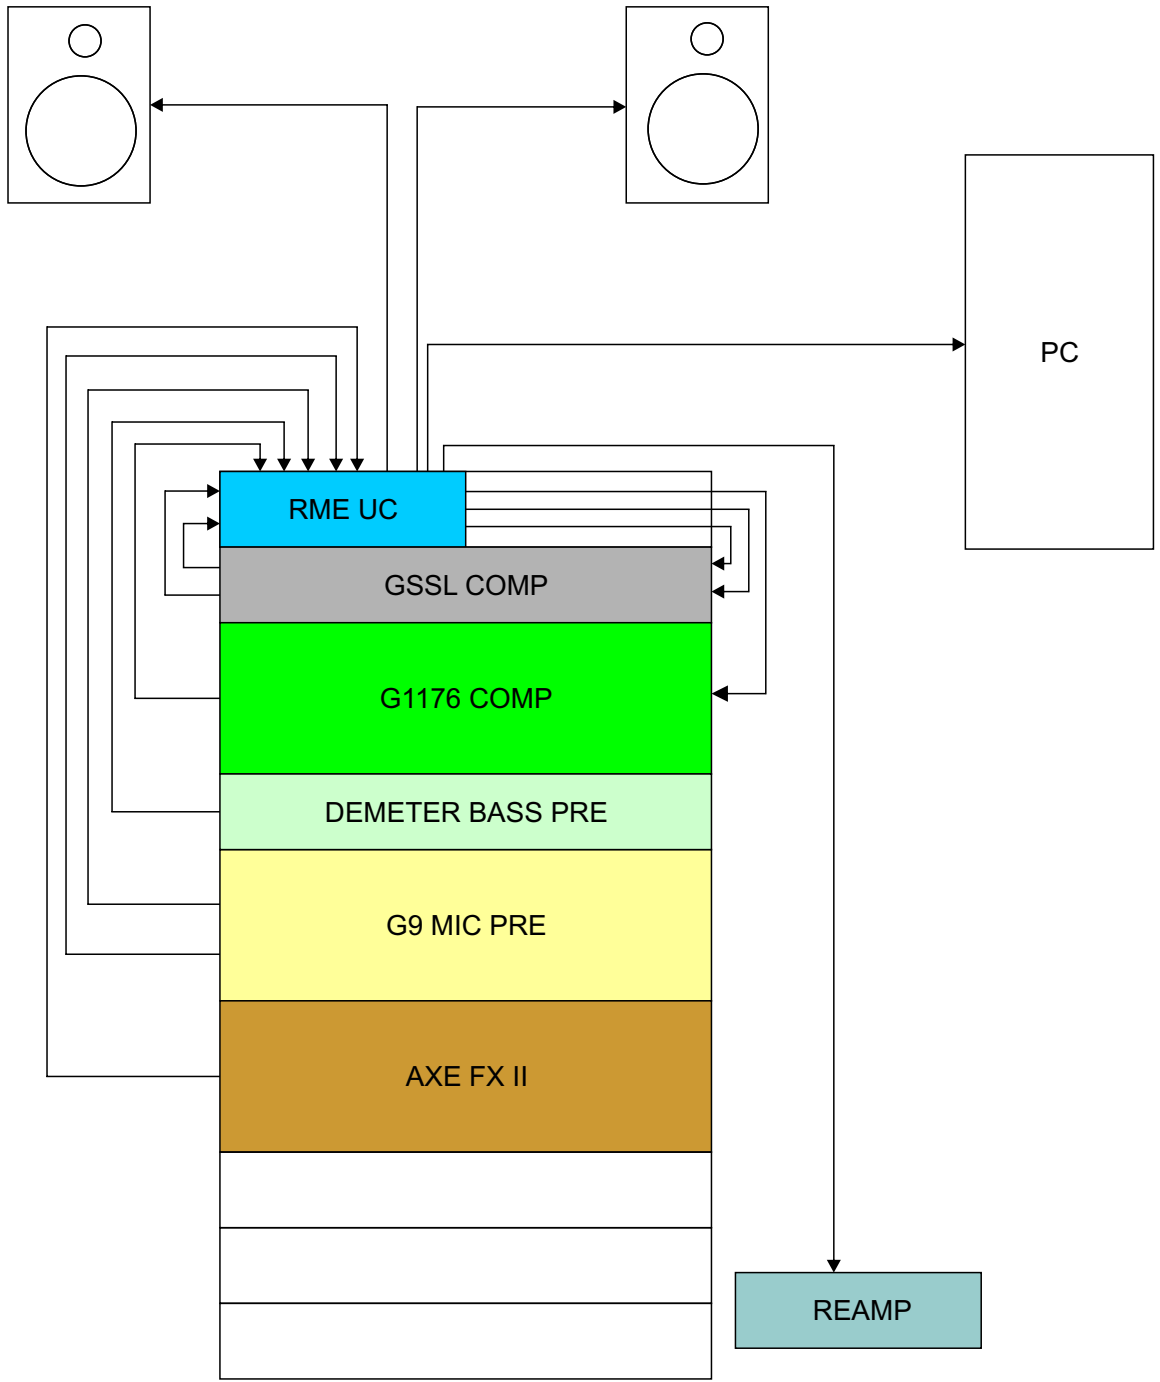 PC
RME UC
GSSL COMP
G1176 COMP
DEMETER BASS PRE
G9 MIC PRE
AXE FX II
REAMP